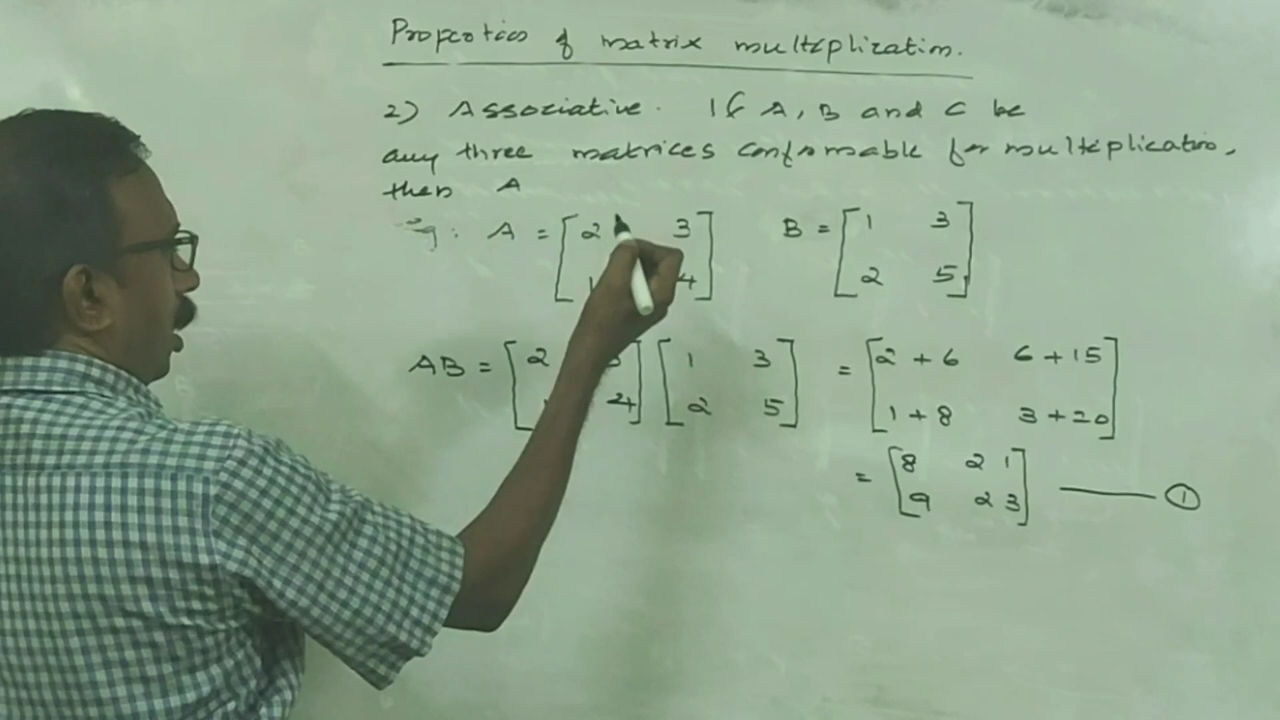 Properties of matrix multiplication.
2) Associative. If A, B and C be
any three matrices conformable for multiplication,
then A
A = [2 3 B = [1 3
4] 2 5]
AB = [2 3 [1 3 = [2 + 6 6 + 15
1 4] 2 5] 1 + 8 3 + 20]
= [8 21
9 23] — ①